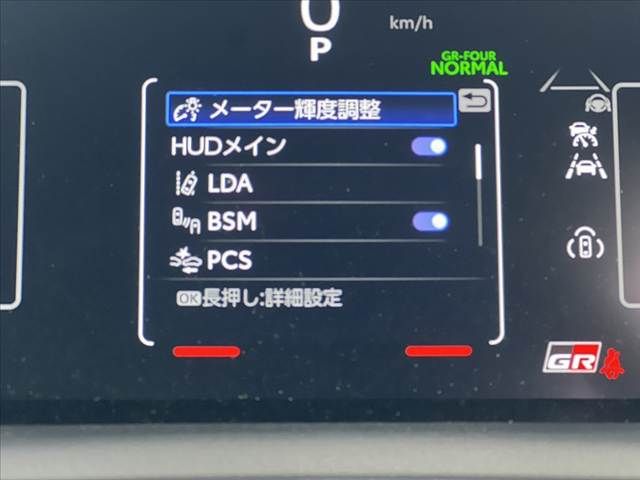 0
km/h
P
GR-FOUR
NORMAL
メーター輝度調整
HUDメイン
LDA
BSM
PCS
OK長押し:詳細設定
GR